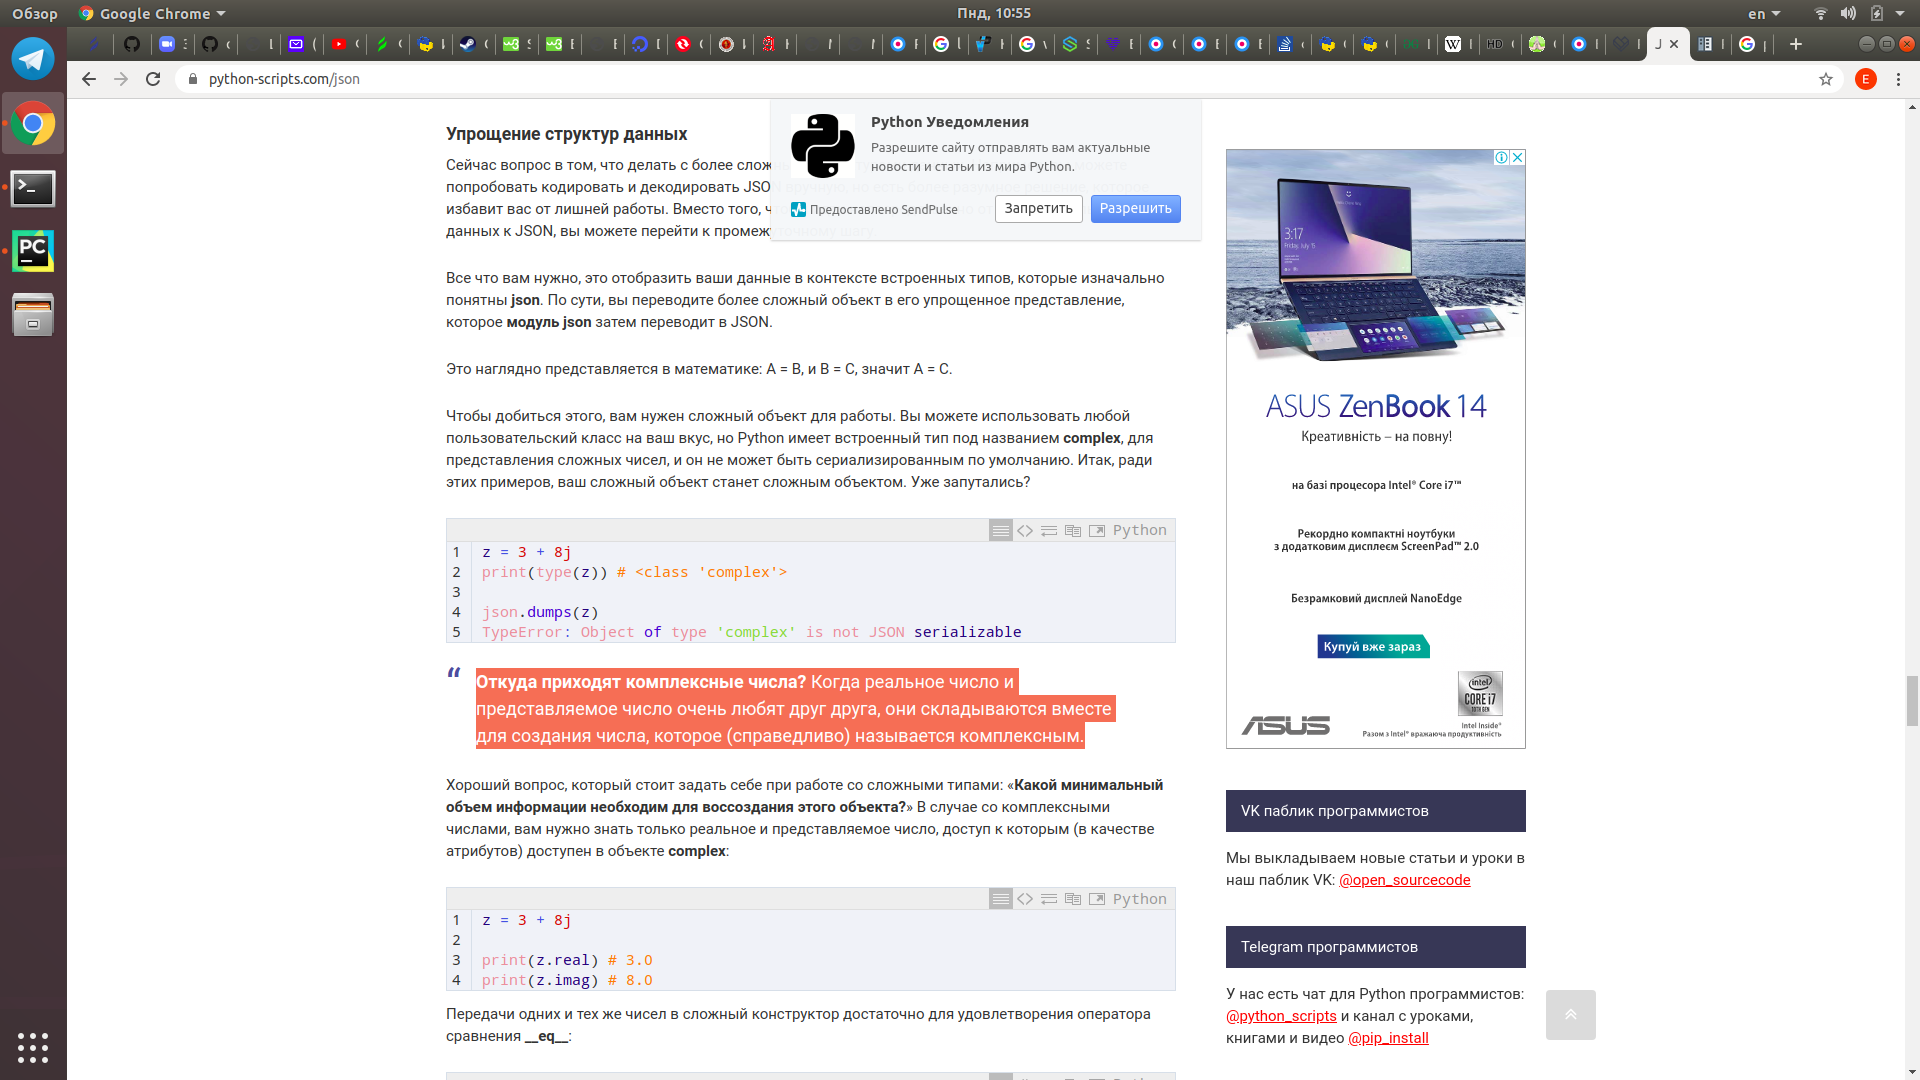 Обзор
Google Chrome
Пнд, 10:55
en
python-scripts.com/json
E
Python Уведомления
Разрешите сайту отправлять вам актуальные
новости и статьи из мира Python.
Предоставлено SendPulse
Запретить
Разрешить
Упрощение структур данных
Сейчас вопрос в том, что делать с более слож
попробовать кодировать и декодировать JSON вручную, но есть более разумное решение, которое
избавит вас от лишней работы. Вместо того,
данных к JSON, вы можете перейти к промежуточному шагу.
Все что вам нужно, это отобразить ваши данные в контексте встроенных типов, которые изначально
понятны json. По сути, вы переводите более сложный объект в его упрощенное представление,
которое модуль json затем переводит в JSON.
Это наглядно представляется в математике: A = B, и B = C, значит A = C.
Чтобы добиться этого, вам нужен сложный объект для работы. Вы можете использовать любой
пользовательский класс на ваш вкус, но Python имеет встроенный тип под названием complex, для
представления сложных чисел, и он не может быть сериализированным по умолчанию. Итак, ради
этих примеров, ваш сложный объект станет сложным объектом. Уже запутались?
Python
1 z = 3 + 8j
2 print(type(z)) # <class 'complex'>
3
4 json.dumps(z)
5 TypeError: Object of type 'complex' is not JSON serializable
“ Откуда приходят комплексные числа? Когда реальное число и
представляемое число очень любят друг друга, они складываются вместе
для создания числа, которое (справедливо) называется комплексным.
Хороший вопрос, который стоит задать себе при работе со сложными типами: «Какой минимальный
объем информации необходим для воссоздания этого объекта?» В случае со комплексными
числами, вам нужно знать только реальное и представляемое число, доступ к которым (в качестве
атрибутов) доступен в объекте complex:
Python
1 z = 3 + 8j
2
3 print(z.real) # 3.0
4 print(z.imag) # 8.0
Передачи одних и тех же чисел в сложный конструктор достаточно для удовлетворения оператора
сравнения __eq__:
3:17
Friday, July 15
ASUS ZenBook 14
Креативність – на повну!
на базі процесора Intel® Core i7™
Рекордно компактні ноутбуки
з додатковим дисплеєм ScreenPad™ 2.0
Безрамковий дисплей NanoEdge
Купуй вже зараз
intel
CORE i7
10TH GEN
Intel Inside®
ASUS
Разом з Intel® вражаюча продуктивність
VK паблик программистов
Мы выкладываем новые статьи и уроки в
наш паблик VK: @open_sourcecode
Telegram программистов
У нас есть чат для Python программистов:
@python_scripts и канал с уроками,
книгами и видео @pip_install